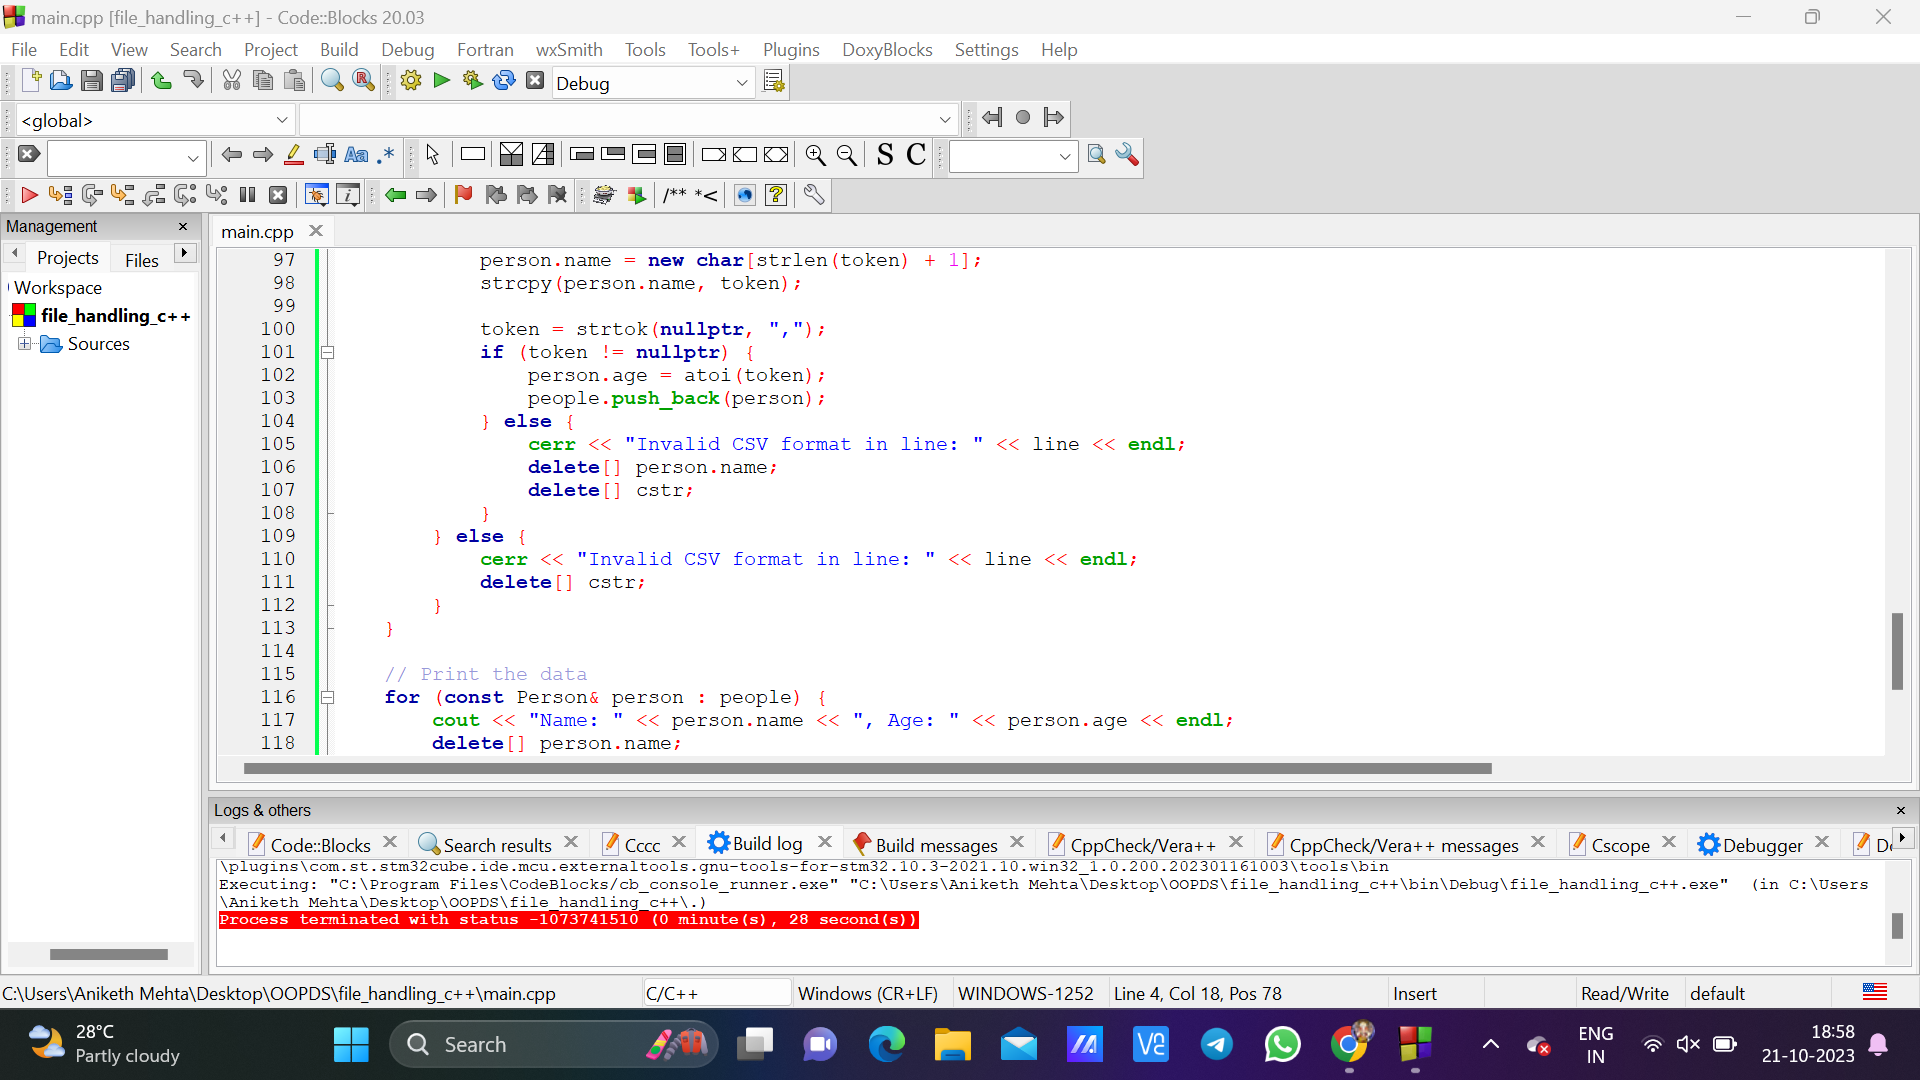 main.cpp [file_handling_c++] - Code::Blocks 20.03
File Edit View Search Project Build Debug Fortran wxSmith Tools Tools+ Plugins DoxyBlocks Settings Help
Debug
<global>
Aa .* S C
/** *<
Management
main.cpp
Projects Files
Workspace
file_handling_c++
Sources
97 person.name = new char[strlen(token) + 1];
98 strcpy(person.name, token);
99
100 token = strtok(nullptr, ",");
101 if (token != nullptr) {
102 person.age = atoi(token);
103 people.push_back(person);
104 } else {
105 cerr << "Invalid CSV format in line: " << line << endl;
106 delete[] person.name;
107 delete[] cstr;
108 }
109 } else {
110 cerr << "Invalid CSV format in line: " << line << endl;
111 delete[] cstr;
112 }
113 }
114
115 // Print the data
116 for (const Person& person : people) {
117 cout << "Name: " << person.name << ", Age: " << person.age << endl;
118 delete[] person.name;
Logs & others
Code::Blocks Search results Cccc Build log Build messages CppCheck/Vera++ CppCheck/Vera++ messages Cscope Debugger
\plugins\com.st.stm32cube.ide.mcu.externaltools.gnu-tools-for-stm32.10.3-2021.10.win32_1.0.200.202301161003\tools\bin
Executing: "C:\Program Files\CodeBlocks/cb_console_runner.exe" "C:\Users\Aniketh Mehta\Desktop\OOPDS\file_handling_c++\bin\Debug\file_handling_c++.exe"  (in C:\Users
\Aniketh Mehta\Desktop\OOPDS\file_handling_c++\.)
Process terminated with status -1073741510 (0 minute(s), 28 second(s))
C:\Users\Aniketh Mehta\Desktop\OOPDS\file_handling_c++\main.cpp C/C++ Windows (CR+LF) WINDOWS-1252 Line 4, Col 18, Pos 78 Insert Read/Write default
28°C
Partly cloudy
Search
ENG
IN
18:58
21-10-2023